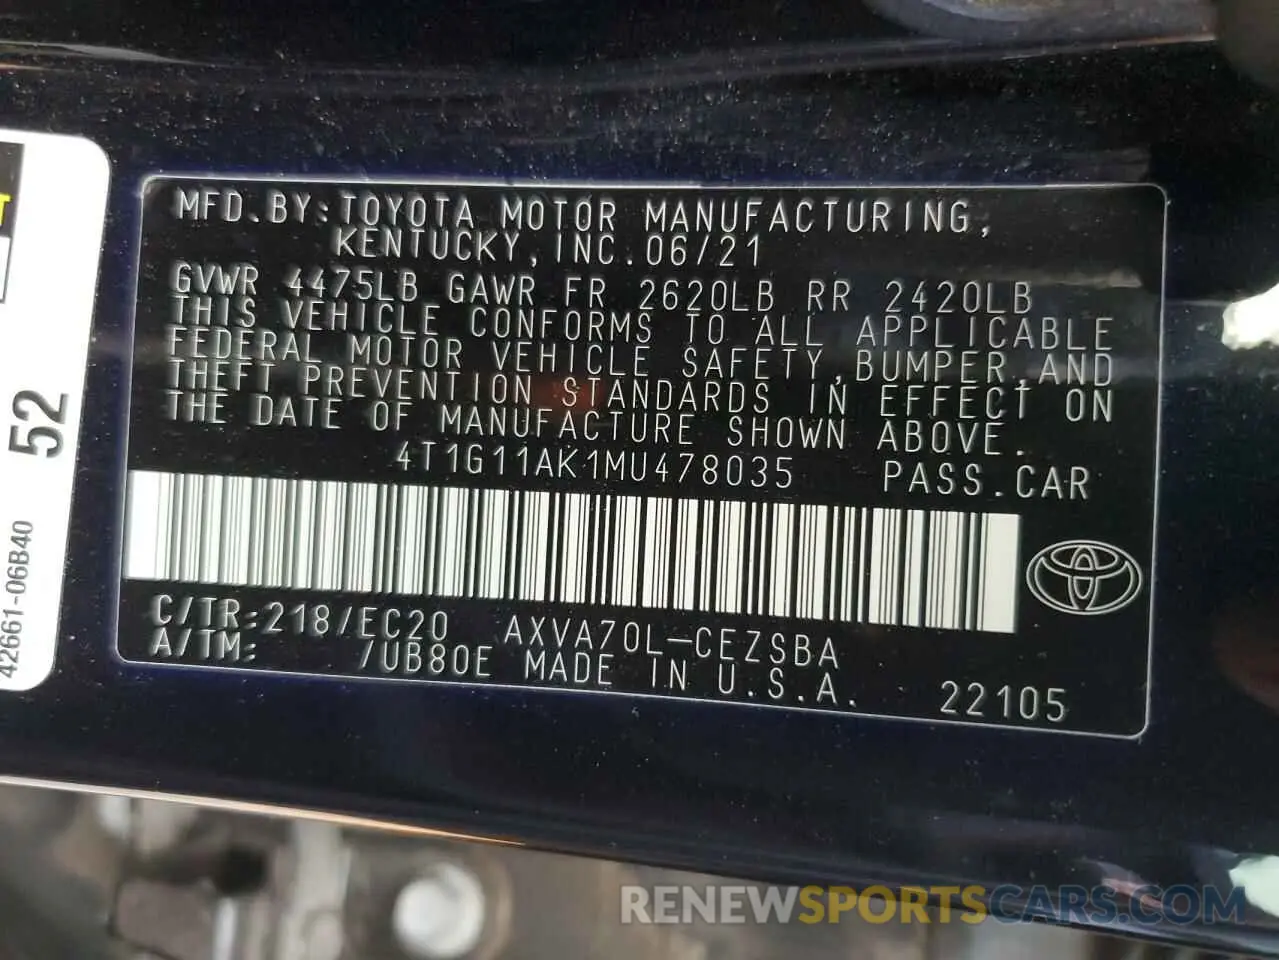 MFD.BY:TOYOTA MOTOR MANUFACTURING,
KENTUCKY,INC.06/21
GVWR 4475LB GAWR FR 2620LB RR 2420LB
THIS VEHICLE CONFORMS TO ALL APPLICABLE
FEDERAL MOTOR VEHICLE SAFETY,BUMPER,AND
THEFT PREVENTION STANDARDS IN EFFECT ON
THE DATE OF MANUFACTURE SHOWN ABOVE.
4T1G11AK1MU478035 PASS.CAR
C/TR:218/EC20 AXVA70L-CEZSBA
A/TM: /UB80E MADE IN U.S.A. 22105
52
42661-06B40
RENEWSPORTSCARS.COM